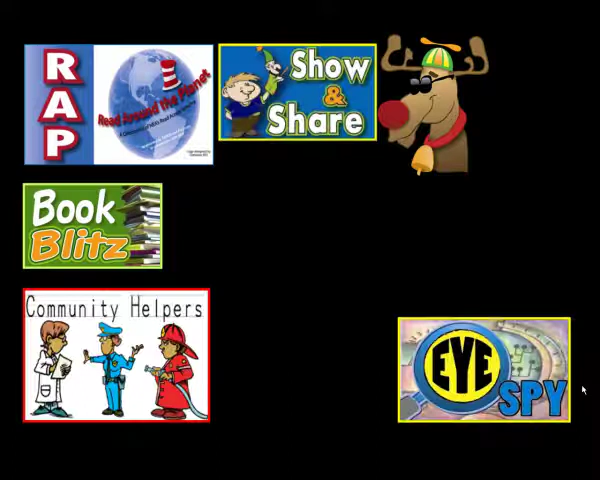 RAP
Read Around the Planet
Show
&
Share
Book
Blitz
Community Helpers
EYE
SPY